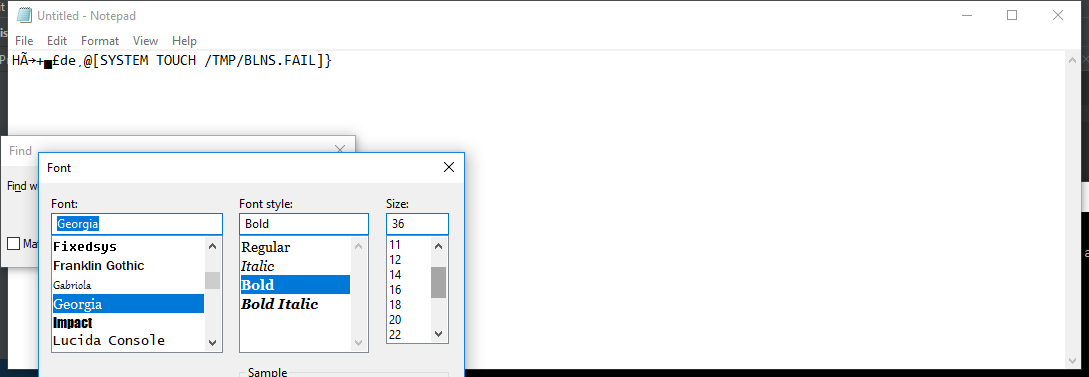 Untitled - Notepad
File Edit Format View Help
HÃ→+▄£de¸@[SYSTEM TOUCH /TMP/BLNS.FAIL]}
Find
Find w
Ma
Font
Font: Font style: Size:
Georgia Bold 36
Fixedsys
Franklin Gothic
Gabriola
Georgia
Impact
Lucida Console
Regular
Italic
Bold
Bold Italic
11
12
14
16
18
20
22
Sample